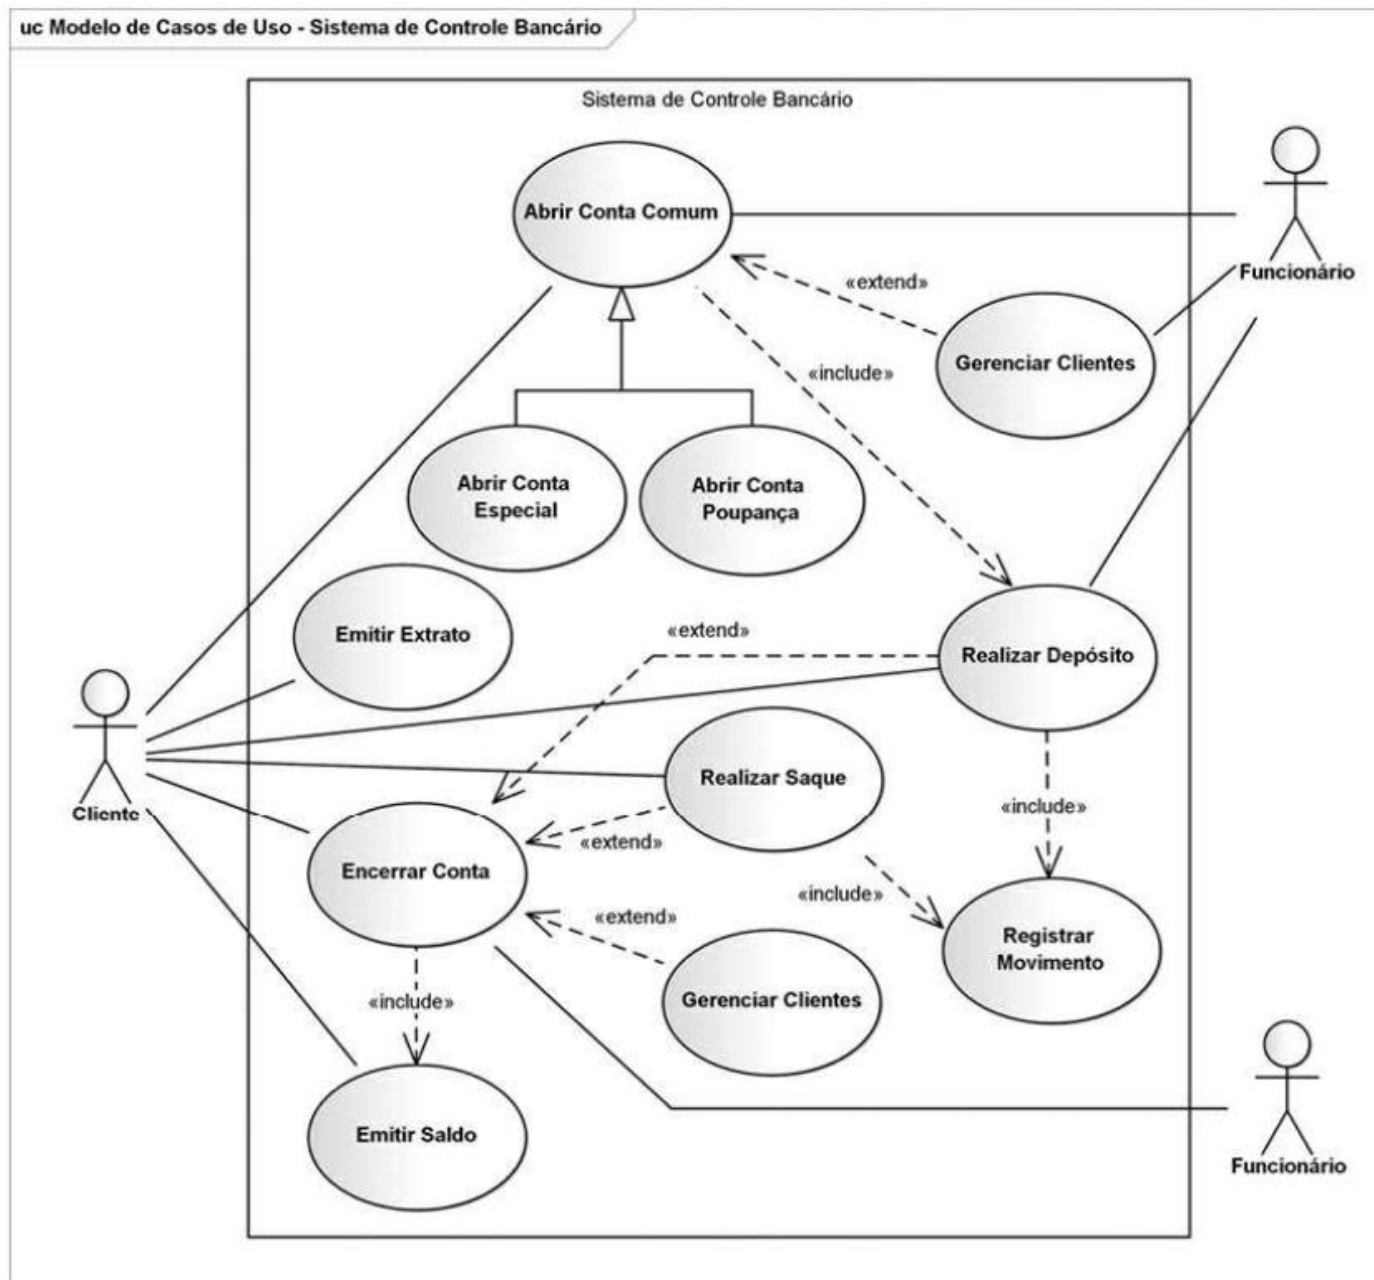 uc Modelo de Casos de Uso - Sistema de Controle Bancário
Sistema de Controle Bancário
Abrir Conta Comum
Funcionário
«extend»
Gerenciar Clientes
«include»
Abrir Conta
Especial
Abrir Conta
Poupança
Emitir Extrato
«extend»
Realizar Depósito
Realizar Saque
Cliente
«include»
«extend»
Encerrar Conta
«include»
«extend»
Registrar
Movimento
Gerenciar Clientes
«include»
Emitir Saldo
Funcionário